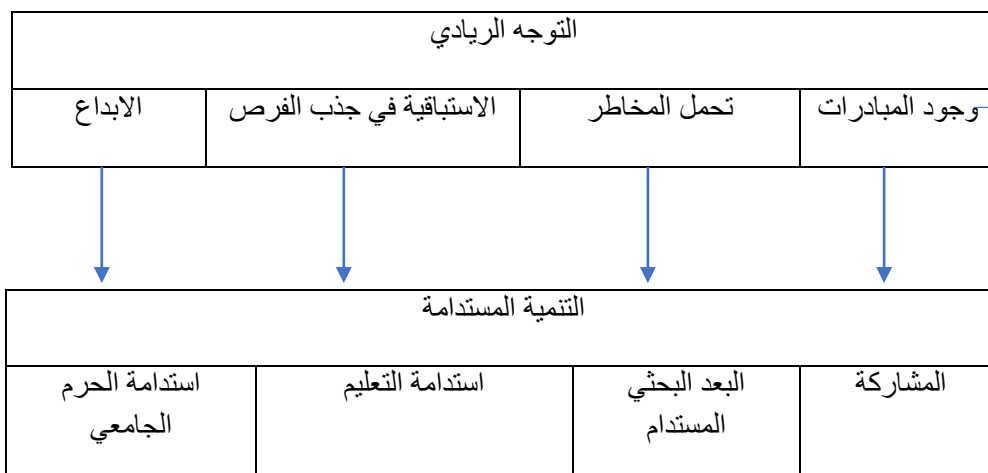 التوجه الريادي
وجود المبادرات
تحمل المخاطر
الاستباقية في جذب الفرص
الابداع
التنمية المستدامة
المشاركة
البعد البحثي
المستدام
استدامة التعليم
استدامة الحرم
الجامعي